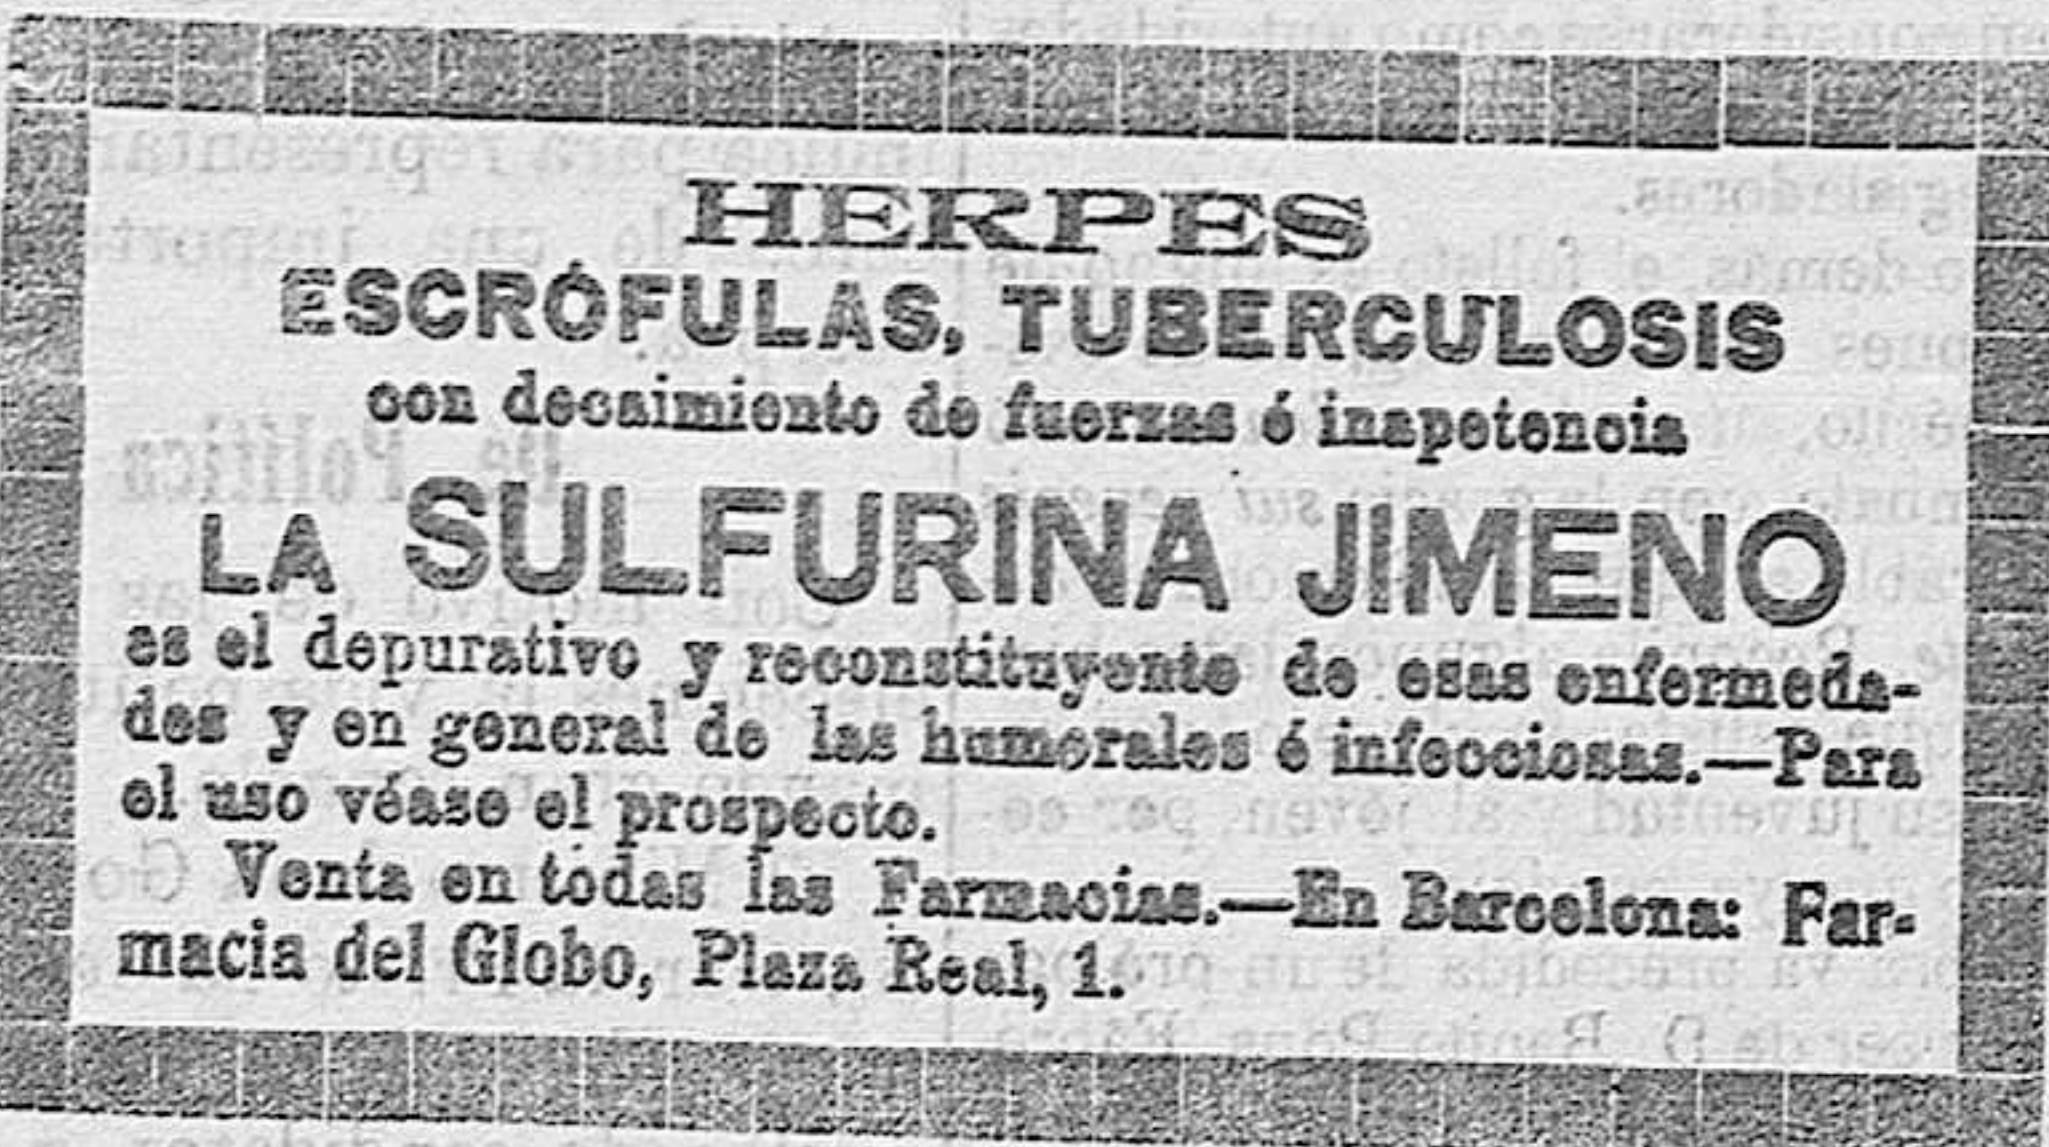 HERPES
ESCRÓFULAS, TUBERCULOSIS
con decaimiento de fuerzas é inapetencia
LA SULFURINA JIMENO
es el depurativo y reconstituyente de esas enfermeda-
des y en general de las humorales é infecciosas.—Para
el uso véase el prospecto.
Venta en todas las Farmacias.—En Barcelona: Far-
macia del Globo, Plaza Real, 1.